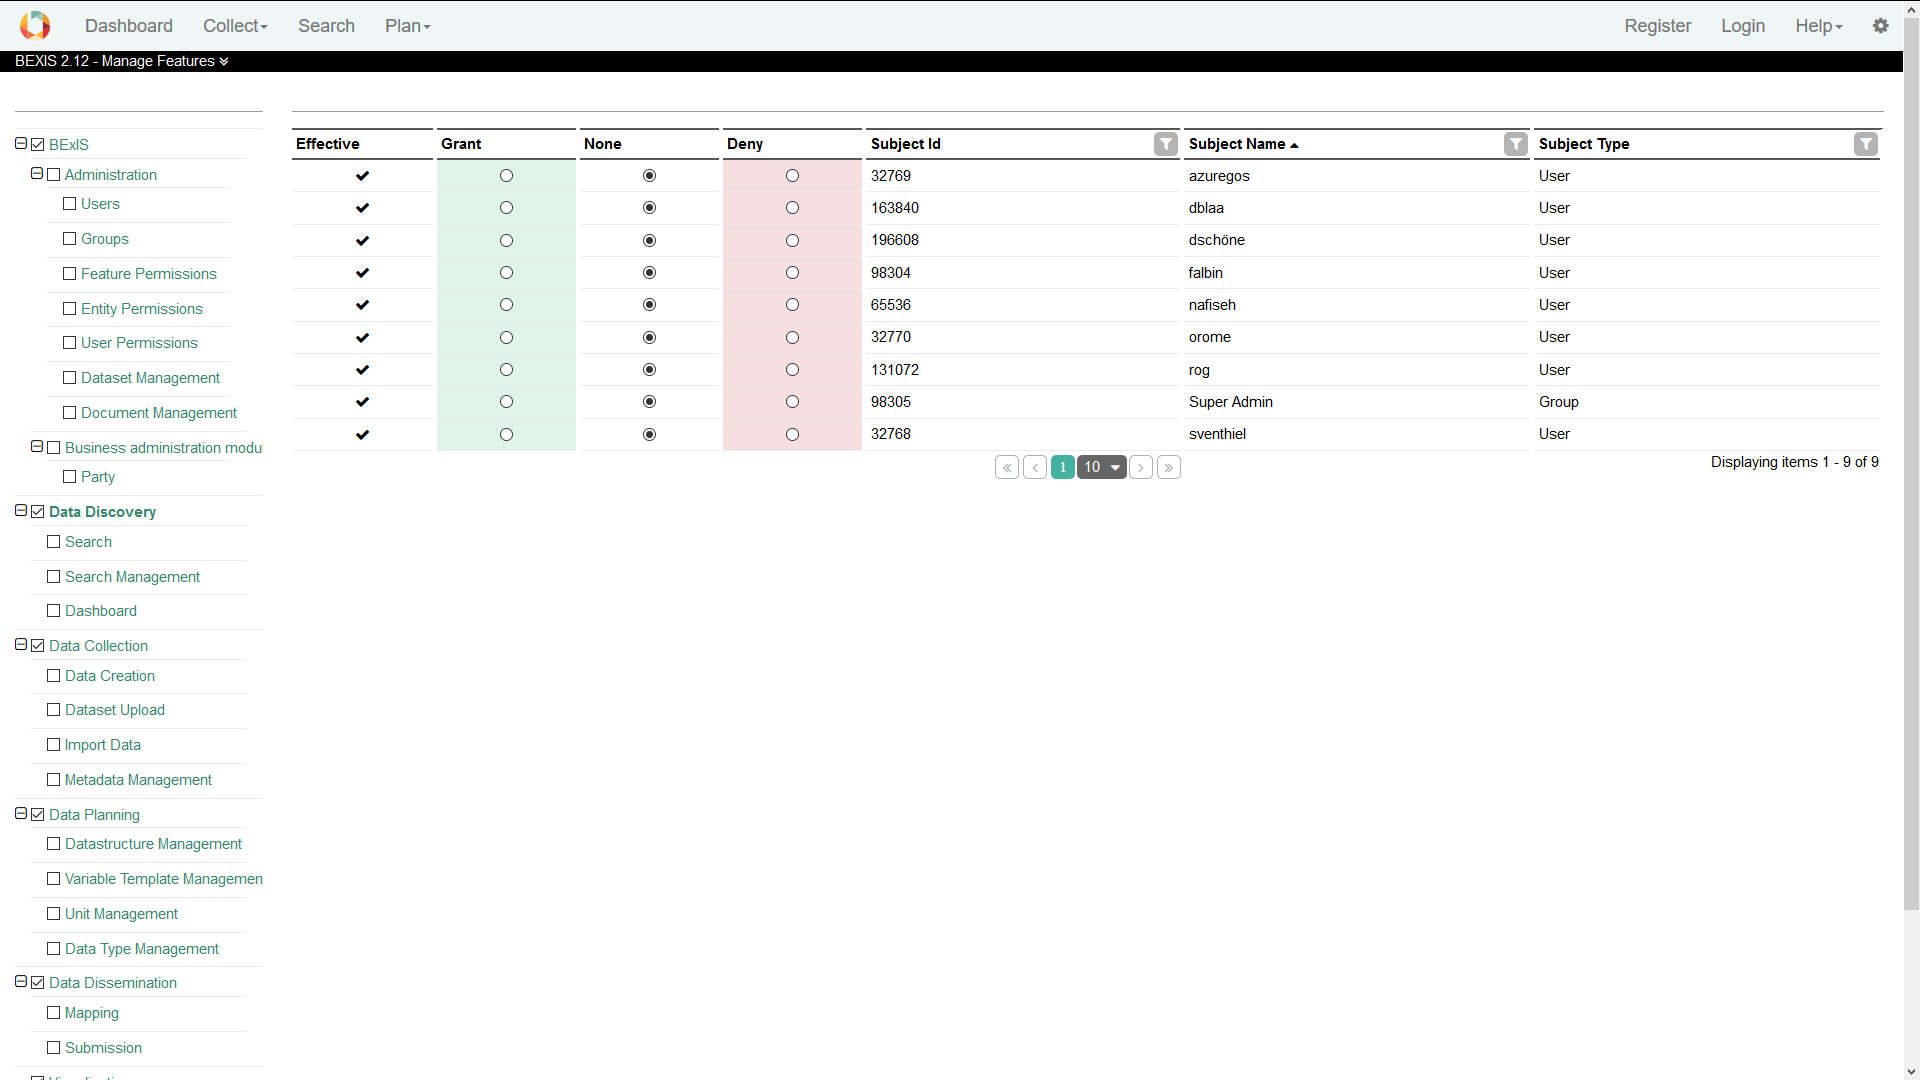 Dashboard Collect Search Plan Register Login Help
BEXIS 2.12 - Manage Features
BExIS
Administration
Users
Groups
Feature Permissions
Entity Permissions
User Permissions
Dataset Management
Document Management
Business administration modu
Party
Data Discovery
Search
Search Management
Dashboard
Data Collection
Data Creation
Dataset Upload
Import Data
Metadata Management
Data Planning
Datastructure Management
Variable Template Managemen
Unit Management
Data Type Management
Data Dissemination
Mapping
Submission
Effective Grant None Deny Subject Id Subject Name Subject Type
32769 azuregos User
163840 dblaa User
196608 dschöne User
98304 falbin User
65536 nafiseh User
32770 orome User
131072 rog User
98305 Super Admin Group
32768 sventhiel User
« ‹ 1 10 › » Displaying items 1 - 9 of 9